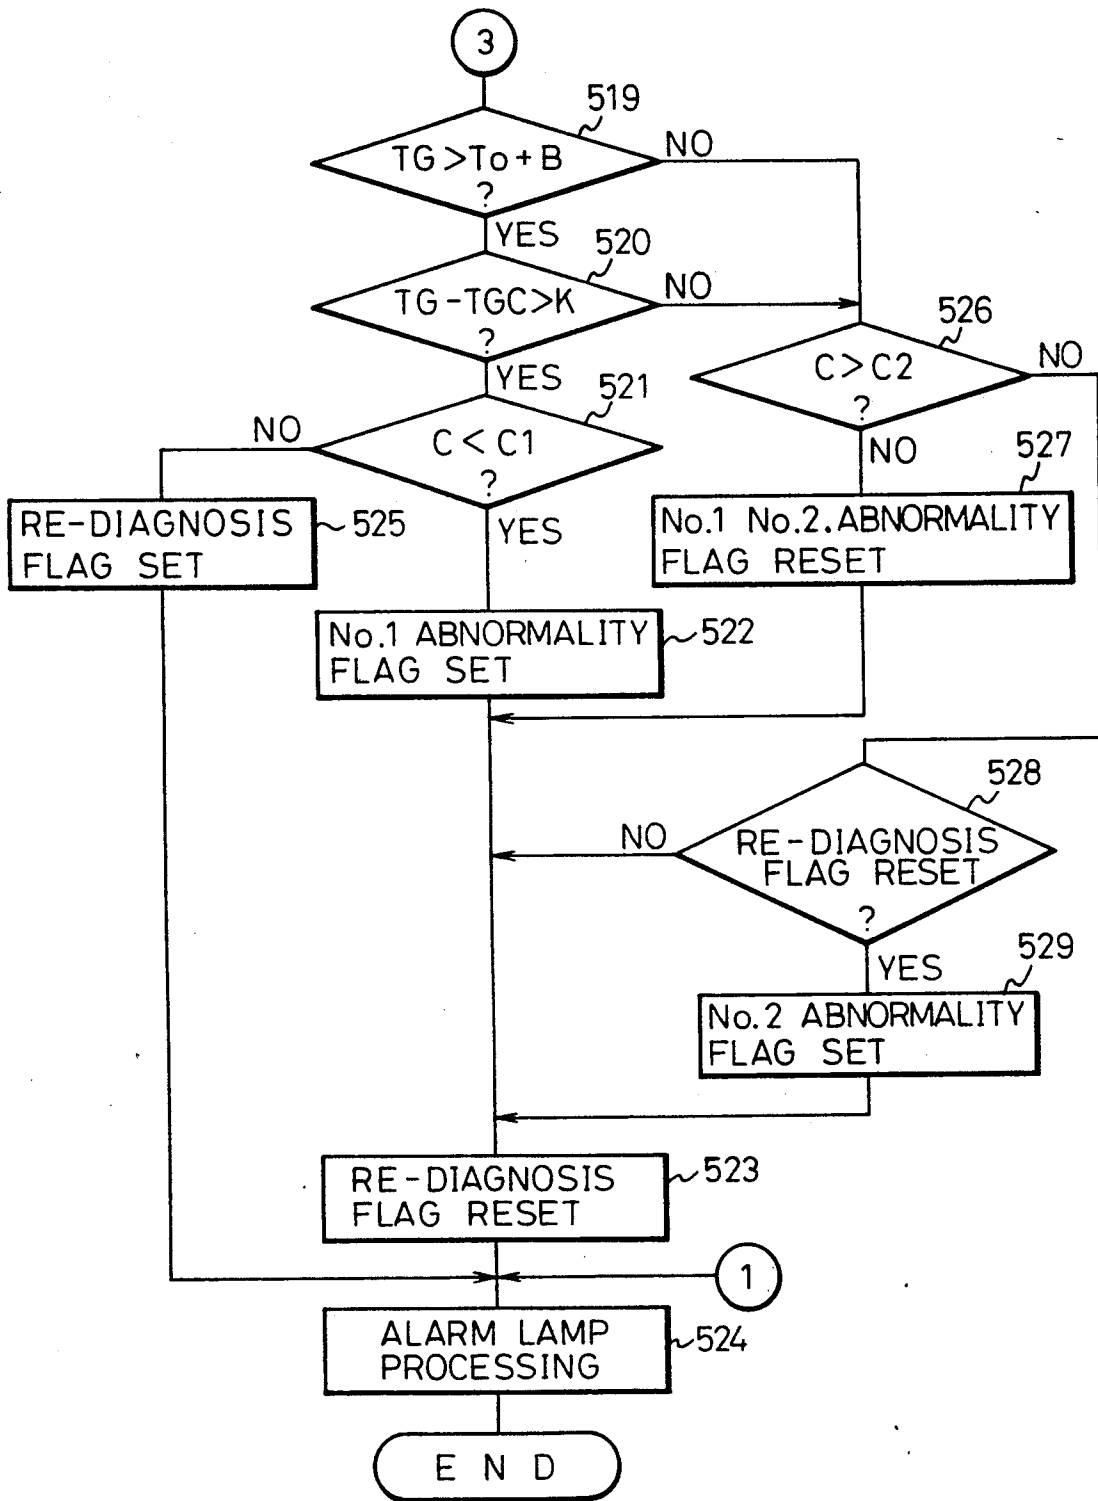 3
519
TG>To+B
?
NO
YES
520
TG-TGC>K
?
NO
YES
526
C>C2
?
NO
NO
521
C<C1
?
NO
YES
527
No.1 No.2.ABNORMALITY
FLAG RESET
RE-DIAGNOSIS
FLAG SET
525
No.1 ABNORMALITY
FLAG SET
522
528
RE-DIAGNOSIS
FLAG RESET
?
NO
YES
529
No.2 ABNORMALITY
FLAG SET
RE-DIAGNOSIS
FLAG RESET
523
1
ALARM LAMP
PROCESSING
524
END